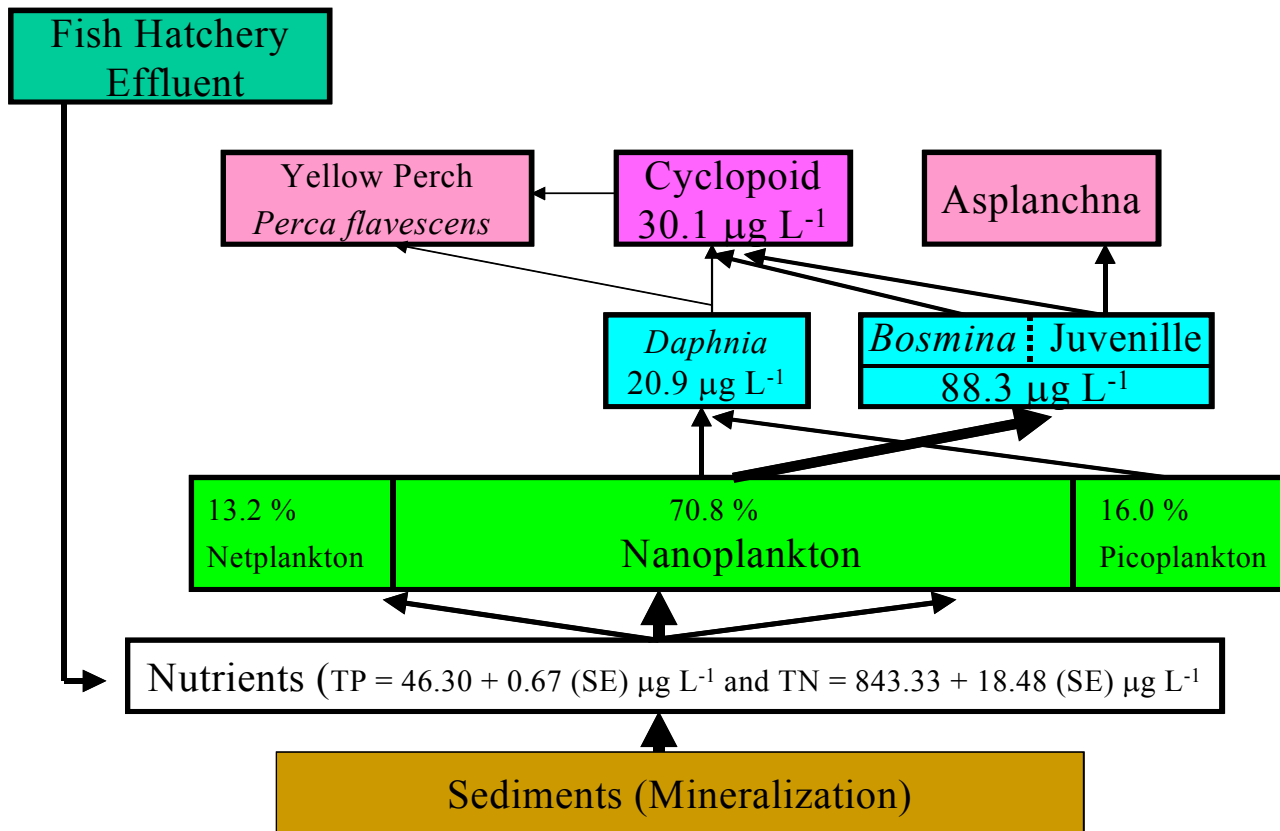 Fish Hatchery
Effluent
Yellow Perch
Perca flavescens
Cyclopoid
30.1 µg L-1
Asplanchna
Daphnia
20.9 µg L-1
Bosmina Juvenille
88.3 µg L-1
13.2 %
Netplankton
70.8 %
Nanoplankton
16.0 %
Picoplankton
Nutrients (TP = 46.30 + 0.67 (SE) µg L-1 and TN = 843.33 + 18.48 (SE) µg L-1
Sediments (Mineralization)